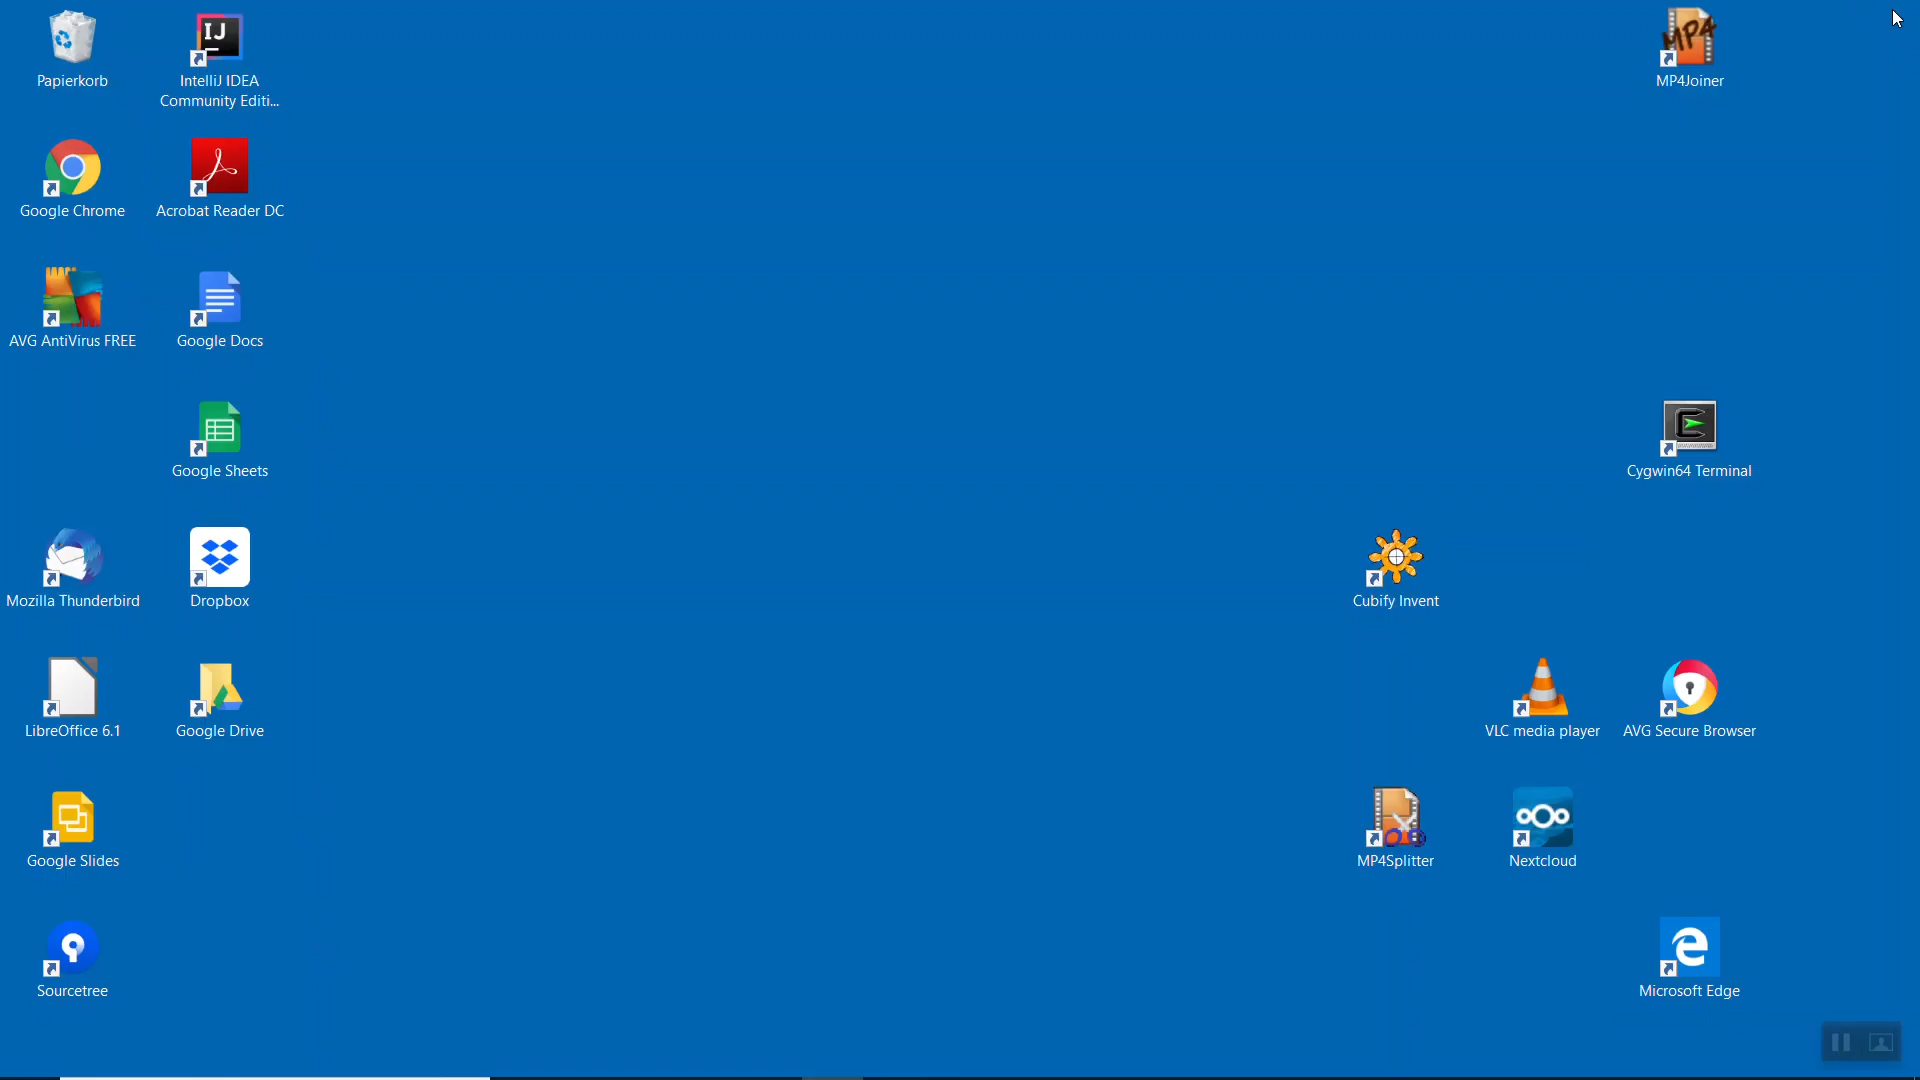 Papierkorb
IJ
IntelliJ IDEA
Community Editi...
MP4
MP4Joiner
Google Chrome
Acrobat Reader DC
AVG AntiVirus FREE
Google Docs
Google Sheets
Cygwin64 Terminal
Mozilla Thunderbird
Dropbox
Cubify Invent
LibreOffice 6.1
Google Drive
VLC media player
AVG Secure Browser
Google Slides
MP4Splitter
Nextcloud
Sourcetree
Microsoft Edge